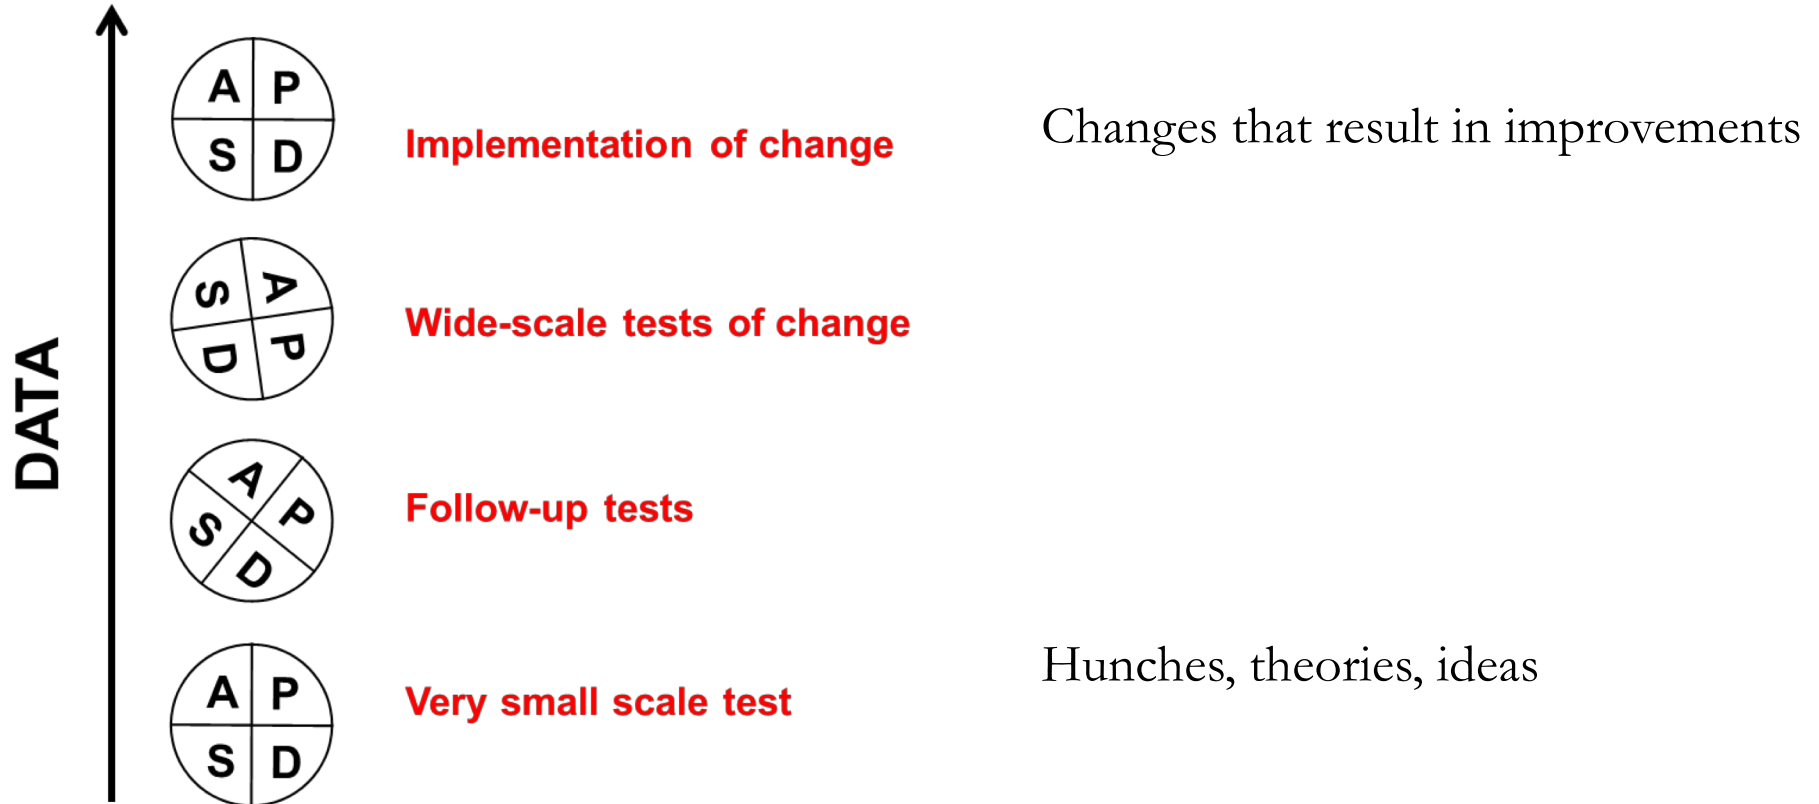 DATA
A P
S D
Implementation of change
Changes that result in improvements
S A
D P
Wide-scale tests of change
A P
S D
Follow-up tests
A P
S D
Very small scale test
Hunches, theories, ideas